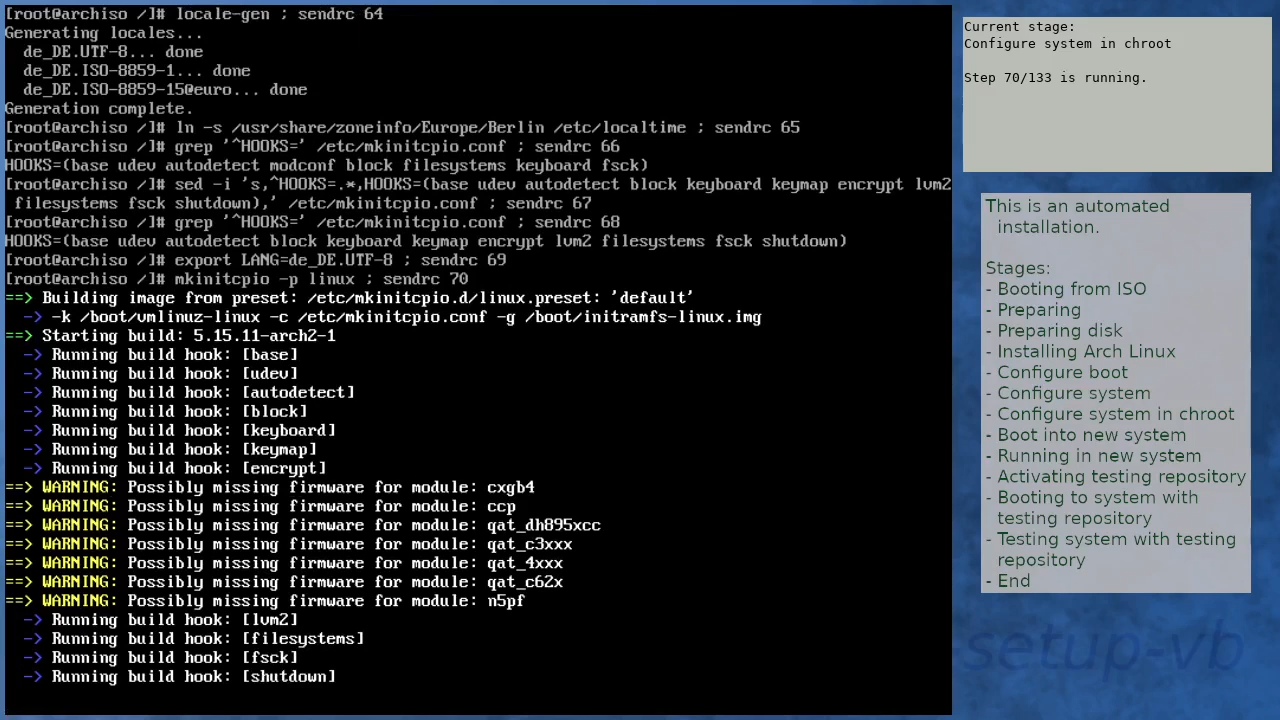 [root@archiso /]# locale-gen ; sendrc 64
Generating locales...
  de_DE.UTF-8... done
  de_DE.ISO-8859-1... done
  de_DE.ISO-8859-15@euro... done
Generation complete.
[root@archiso /]# ln -s /usr/share/zoneinfo/Europe/Berlin /etc/localtime ; sendrc 65
[root@archiso /]# grep '^HOOKS=' /etc/mkinitcpio.conf ; sendrc 66
HOOKS=(base udev autodetect modconf block filesystems keyboard fsck)
[root@archiso /]# sed -i 's,^HOOKS=.*,HOOKS=(base udev autodetect block keyboard keymap encrypt lvm2
 filesystems fsck shutdown),' /etc/mkinitcpio.conf ; sendrc 67
[root@archiso /]# grep '^HOOKS=' /etc/mkinitcpio.conf ; sendrc 68
HOOKS=(base udev autodetect block keyboard keymap encrypt lvm2 filesystems fsck shutdown)
[root@archiso /]# export LANG=de_DE.UTF-8 ; sendrc 69
[root@archiso /]# mkinitcpio -p linux ; sendrc 70
==> Building image from preset: /etc/mkinitcpio.d/linux.preset: 'default'
  -> -k /boot/vmlinuz-linux -c /etc/mkinitcpio.conf -g /boot/initramfs-linux.img
==> Starting build: 5.15.11-arch2-1
  -> Running build hook: [base]
  -> Running build hook: [udev]
  -> Running build hook: [autodetect]
  -> Running build hook: [block]
  -> Running build hook: [keyboard]
  -> Running build hook: [keymap]
  -> Running build hook: [encrypt]
==> WARNING: Possibly missing firmware for module: cxgb4
==> WARNING: Possibly missing firmware for module: ccp
==> WARNING: Possibly missing firmware for module: qat_dh895xcc
==> WARNING: Possibly missing firmware for module: qat_c3xxx
==> WARNING: Possibly missing firmware for module: qat_4xxx
==> WARNING: Possibly missing firmware for module: qat_c62x
==> WARNING: Possibly missing firmware for module: n5pf
  -> Running build hook: [lvm2]
  -> Running build hook: [filesystems]
  -> Running build hook: [fsck]
  -> Running build hook: [shutdown]
Current stage:
Configure system in chroot
Step 70/133 is running.
This is an automated
installation.
Stages:
- Booting from ISO
- Preparing
- Preparing disk
- Installing Arch Linux
- Configure boot
- Configure system
- Configure system in chroot
- Boot into new system
- Running in new system
- Activating testing repository
- Booting to system with
testing repository
- Testing system with testing
repository
- End
-setup-vb